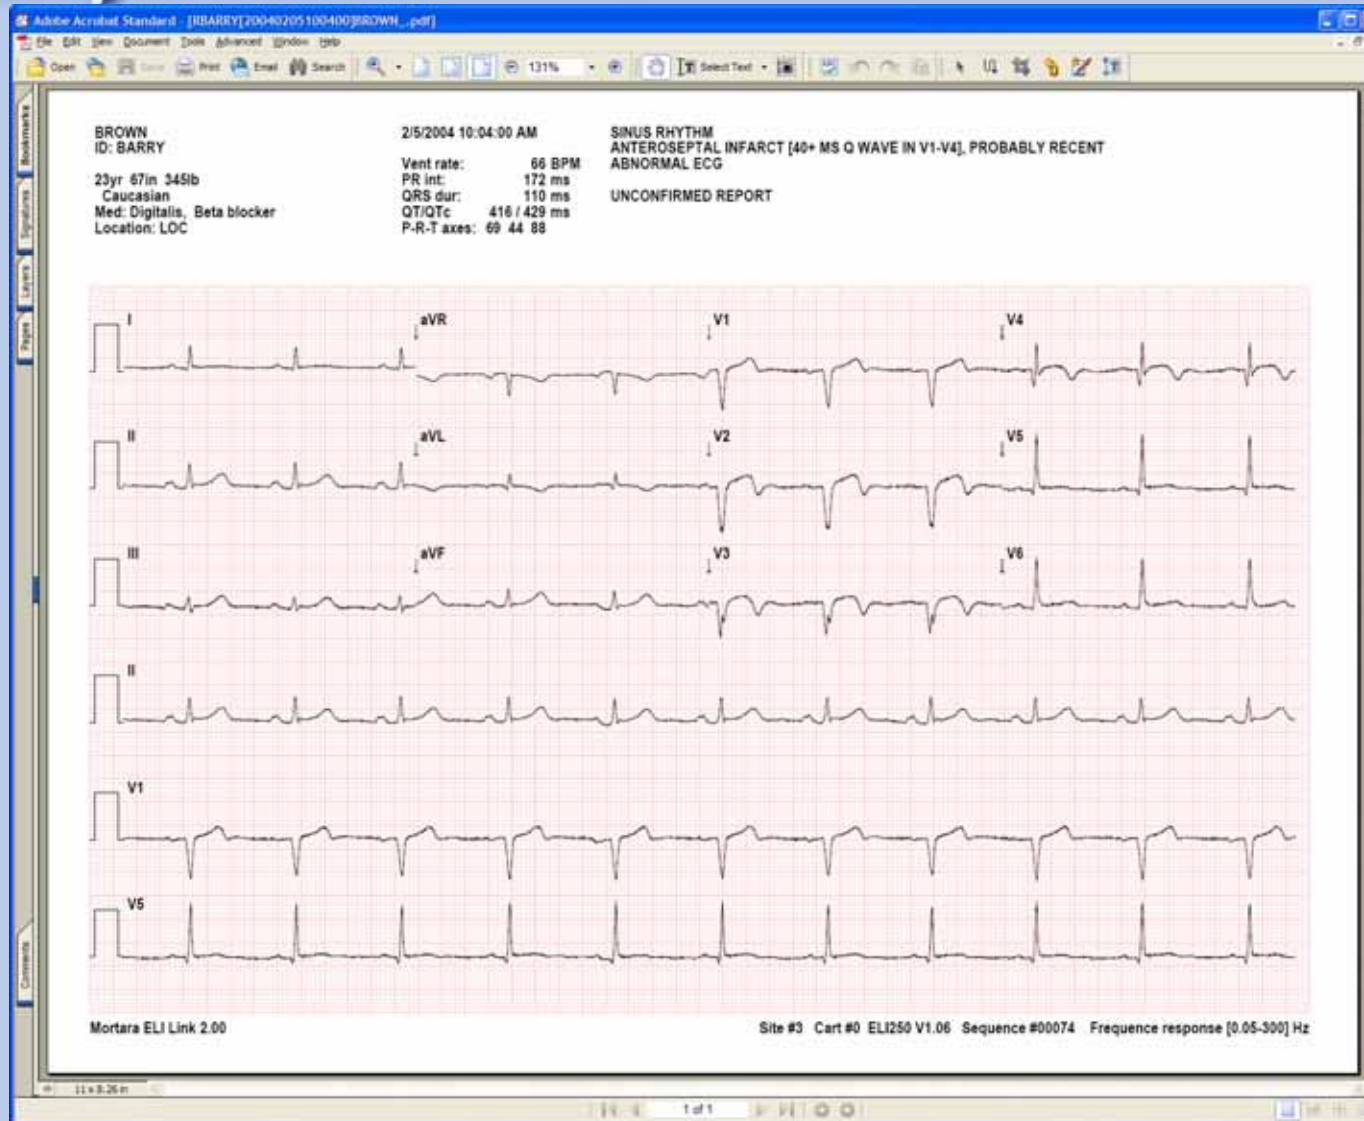 Adobe Acrobat Standard - [RBARRY[20040205100400]BROWN_.pdf]
File Edit View Document Tools Advanced Window Help
Open Save Print Email Search 131% Select Text
Bookmarks
Signatures
Layers
Pages
Comments
BROWN
ID: BARRY
23yr 67in 345lb
Caucasian
Med: Digitalis, Beta blocker
Location: LOC
2/5/2004 10:04:00 AM
Vent rate: 66 BPM
PR int: 172 ms
QRS dur: 110 ms
QT/QTc 416 / 429 ms
P-R-T axes: 69 44 88
SINUS RHYTHM
ANTEROSEPTAL INFARCT [40+ MS Q WAVE IN V1-V4], PROBABLY RECENT
ABNORMAL ECG
UNCONFIRMED REPORT
I aVR V1 V4
II aVL V2 V5
III aVF V3 V6
II
V1
V5
Mortara ELI Link 2.00
Site #3 Cart #0 ELI250 V1.06 Sequence #00074 Frequence response [0.05-300] Hz
11 x 8.26 in
1 of 1